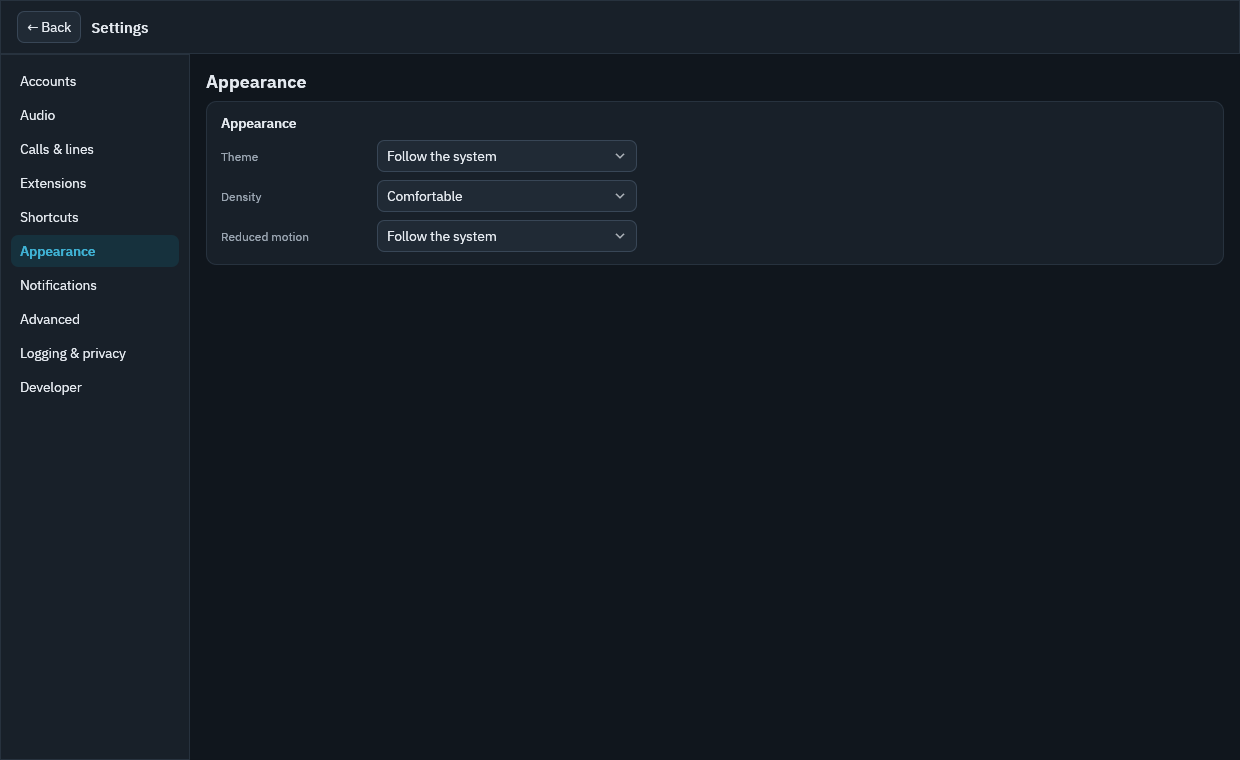 ← Back Settings
Accounts
Audio
Calls & lines
Extensions
Shortcuts
Appearance
Notifications
Advanced
Logging & privacy
Developer
Appearance
Appearance
Theme Follow the system
Density Comfortable
Reduced motion Follow the system